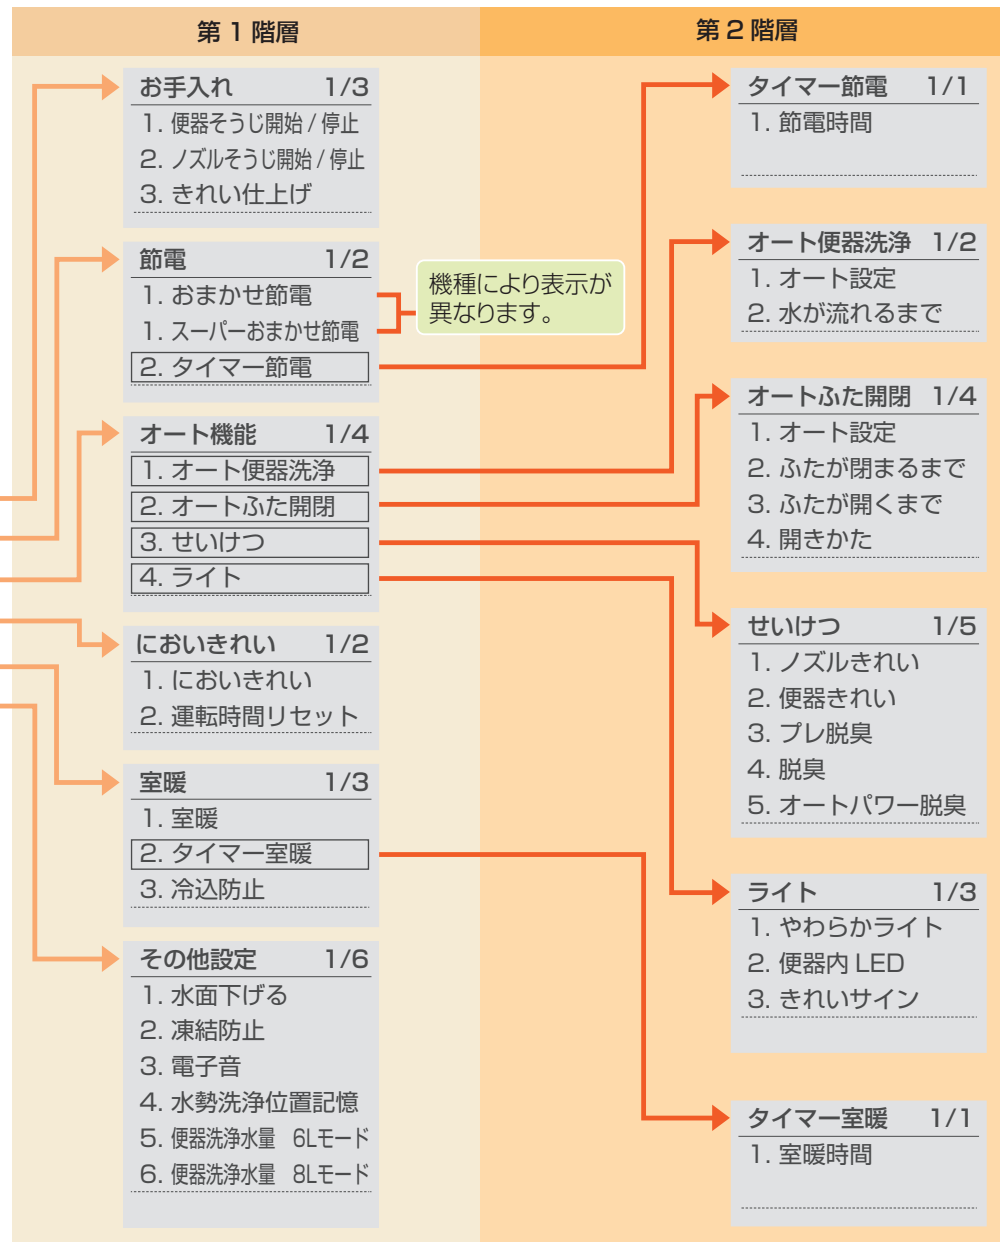 第 1 階層
お手入れ 1/3
1. 便器そうじ開始 / 停止
2. ノズルそうじ開始 / 停止
3. きれい仕上げ
節電 1/2
1. おまかせ節電
1. スーパーおまかせ節電
2. タイマー節電
機種により表示が
異なります。
オート機能 1/4
1. オート便器洗浄
2. オートふた開閉
3. せいけつ
4. ライト
においきれい 1/2
1. においきれい
2. 運転時間リセット
室暖 1/3
1. 室暖
2. タイマー室暖
3. 冷込防止
その他設定 1/6
1. 水面下げる
2. 凍結防止
3. 電子音
4. 水勢洗浄位置記憶
5. 便器洗浄水量 6Lモード
6. 便器洗浄水量 8Lモード
第 2 階層
タイマー節電 1/1
1. 節電時間
オート便器洗浄 1/2
1. オート設定
2. 水が流れるまで
オートふた開閉 1/4
1. オート設定
2. ふたが閉まるまで
3. ふたが開くまで
4. 開きかた
せいけつ 1/5
1. ノズルきれい
2. 便器きれい
3. プレ脱臭
4. 脱臭
5. オートパワー脱臭
ライト 1/3
1. やわらかライト
2. 便器内 LED
3. きれいサイン
タイマー室暖 1/1
1. 室暖時間